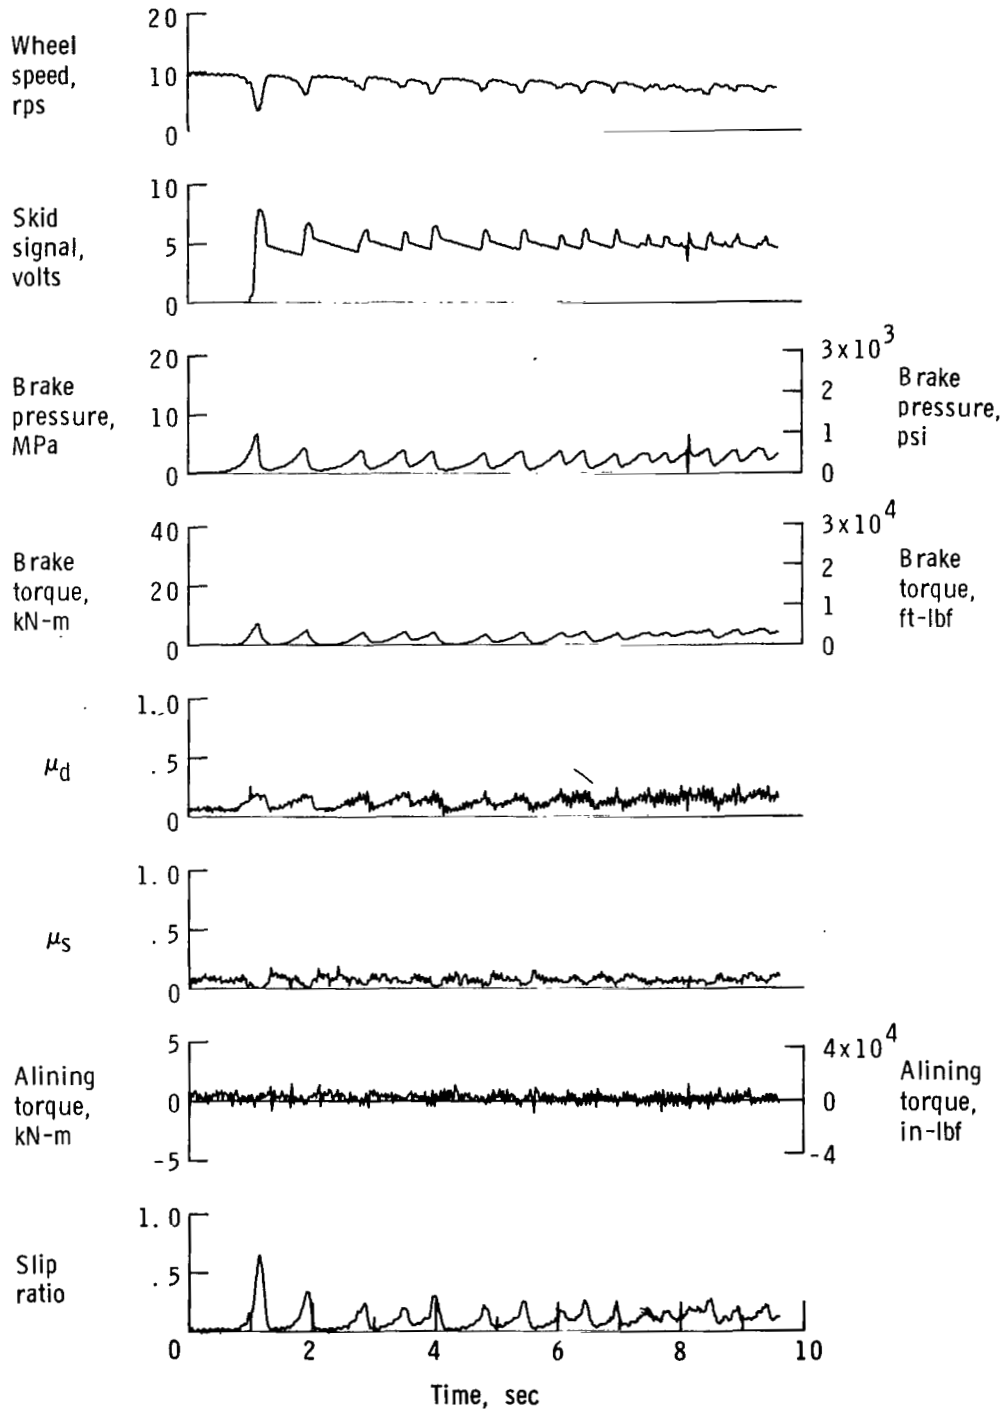 Wheel
speed,
rps
20
10
0
Skid
signal,
volts
10
5
0
Brake
pressure,
MPa
20
10
0
3x10^3
2
1
0
Brake
pressure,
psi
Brake
torque,
kN-m
40
20
0
3x10^4
2
1
0
Brake
torque,
ft-lbf
μd
1.0
.5
0
μs
1.0
.5
0
Alining
torque,
kN-m
5
0
-5
4x10^4
0
-4
Alining
torque,
in-lbf
Slip
ratio
1.0
.5
0 2 4 6 8 10
Time, sec